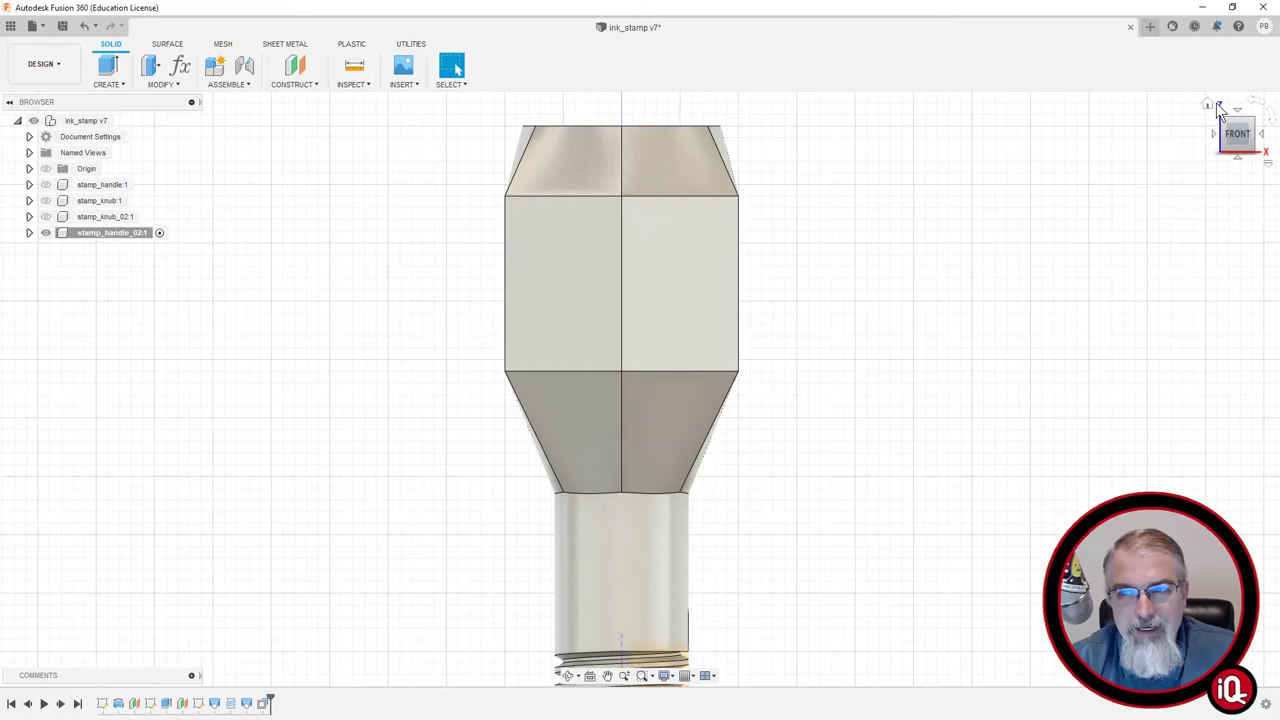 Autodesk Fusion 360 (Education License)
ink_stamp v7*
PB
DESIGN
SOLID SURFACE MESH SHEET METAL PLASTIC UTILITIES
CREATE MODIFY ASSEMBLE CONSTRUCT INSPECT INSERT SELECT
fx
BROWSER
ink_stamp v7
Document Settings
Named Views
Origin
stamp_handle:1
stamp_knub:1
stamp_knub_02:1
stamp_handle_02:1
FRONT
X
COMMENTS
iQ